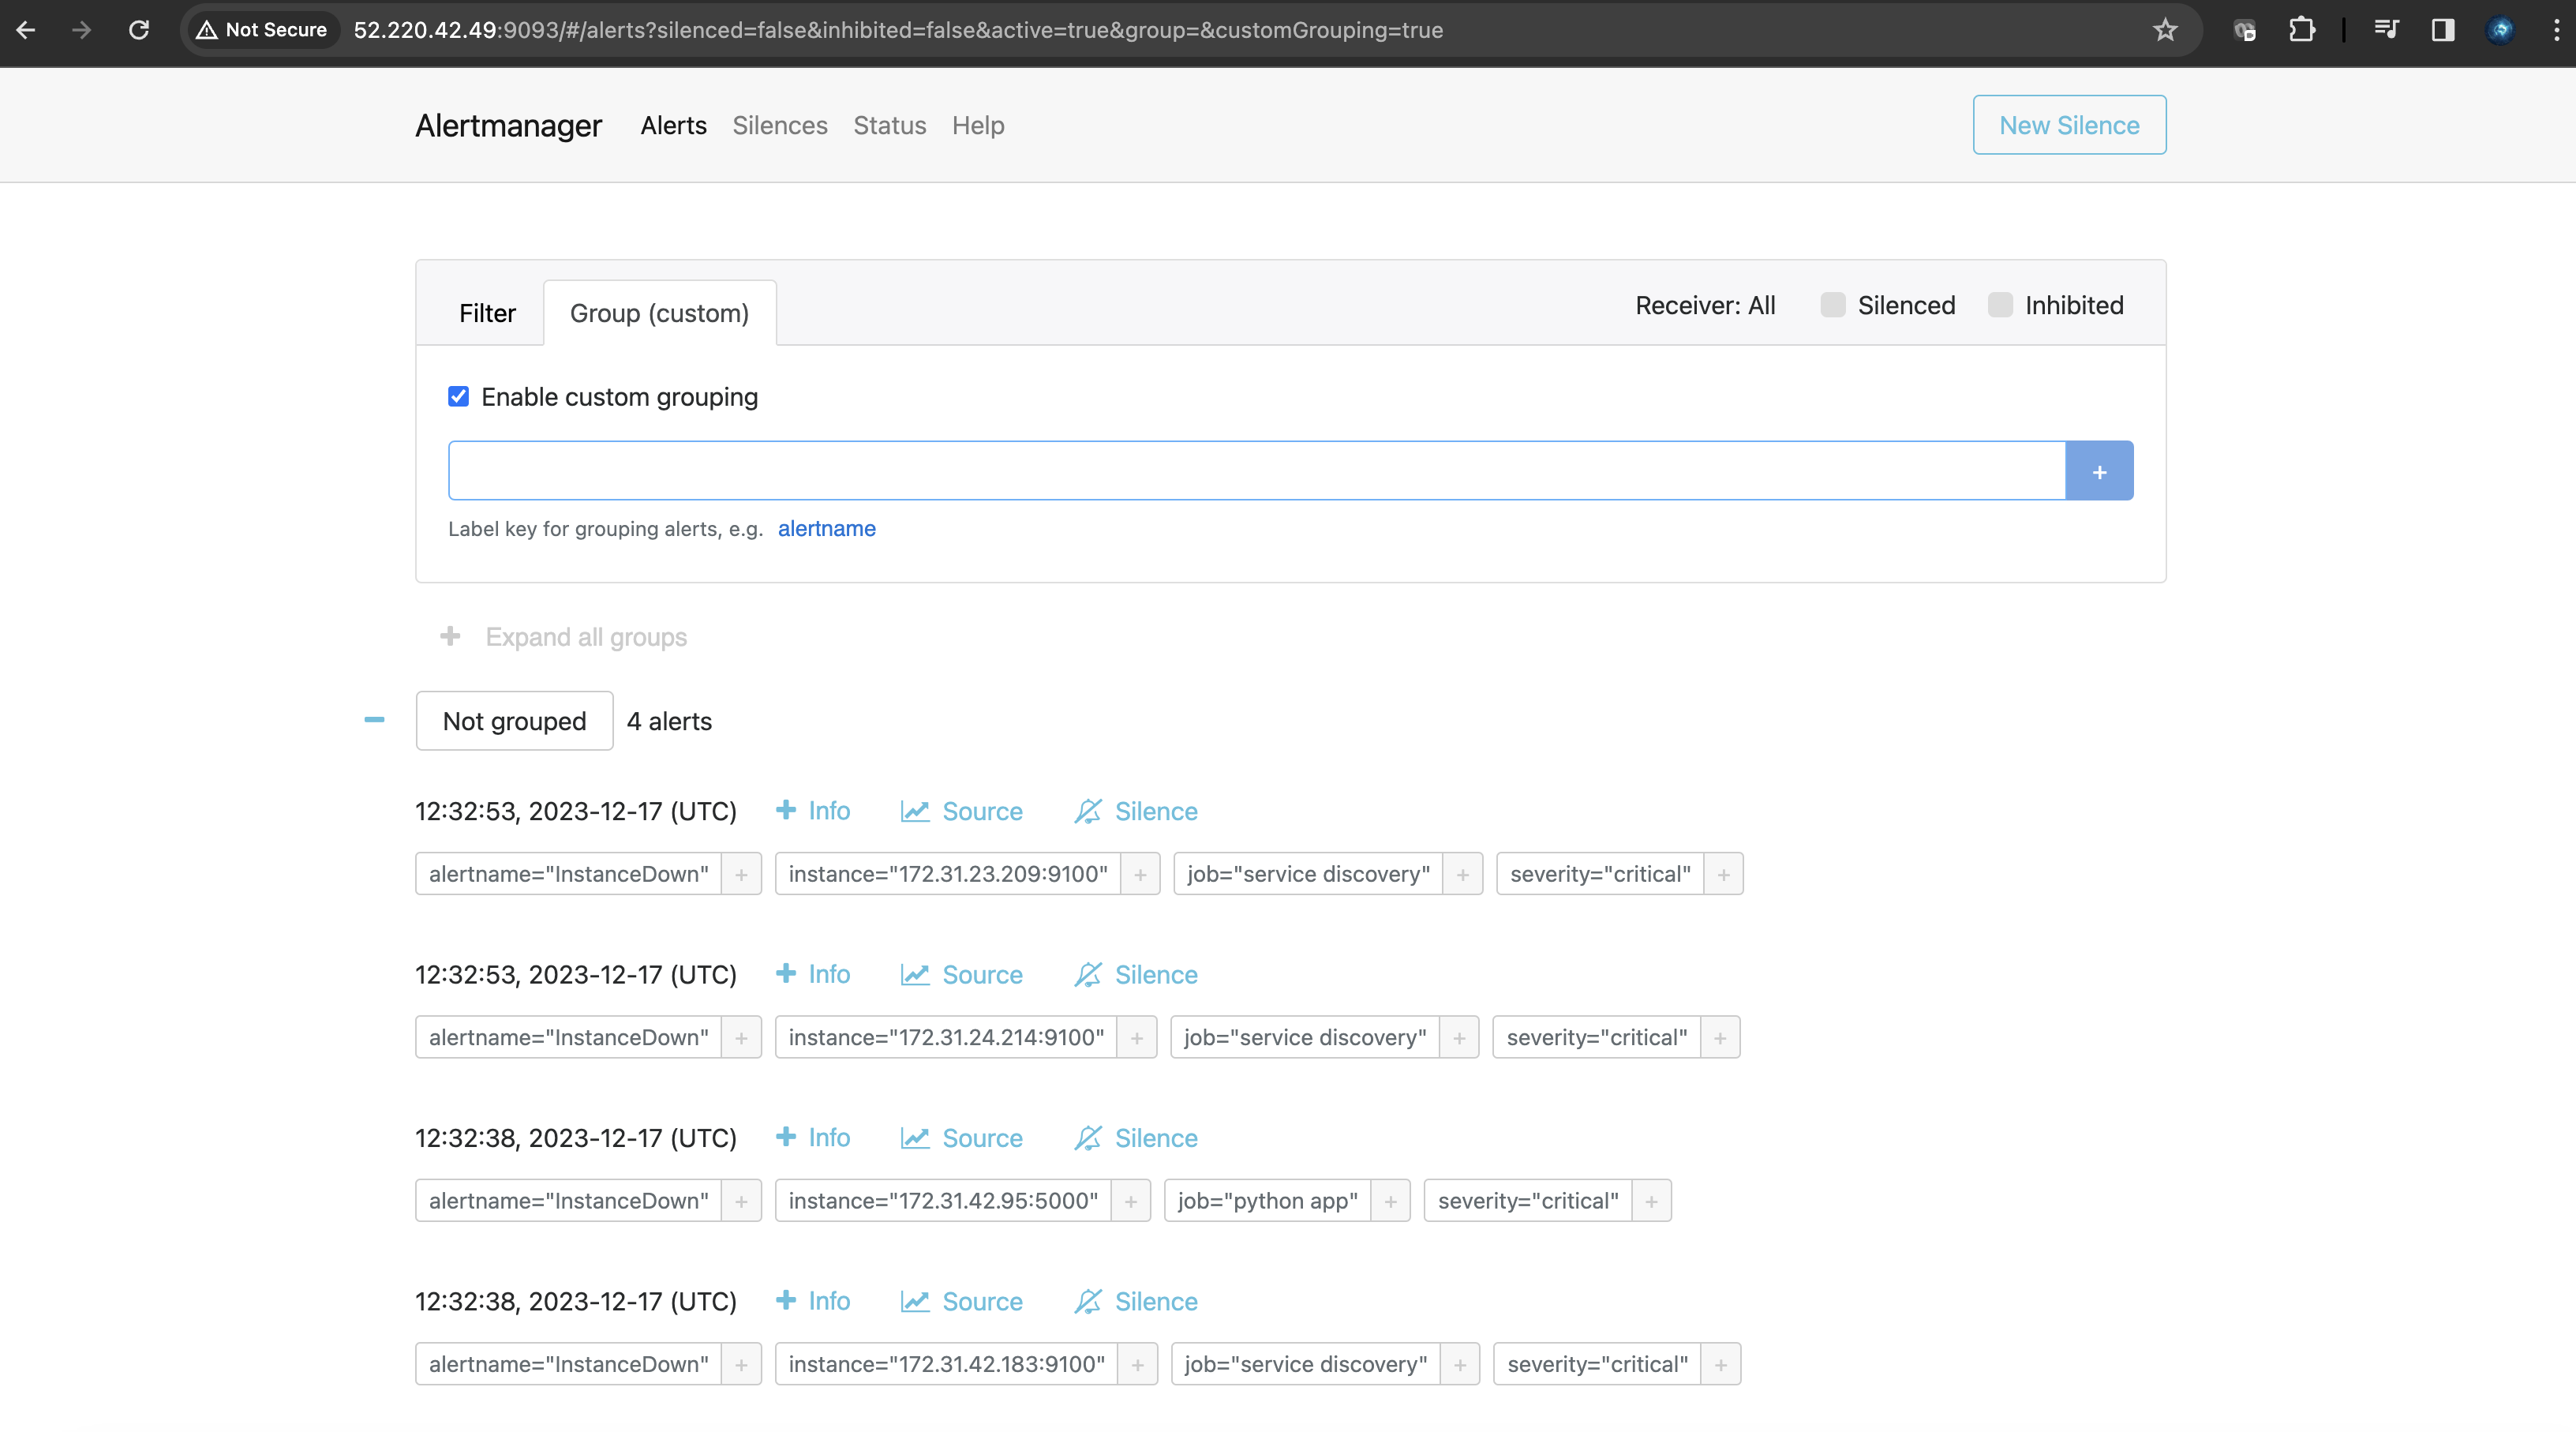 Not Secure 52.220.42.49:9093/#/alerts?silenced=false&inhibited=false&active=true&group=&customGrouping=true
Alertmanager Alerts Silences Status Help New Silence
Filter Group (custom) Receiver: All Silenced Inhibited
Enable custom grouping
+
Label key for grouping alerts, e.g. alertname
+ Expand all groups
Not grouped 4 alerts
12:32:53, 2023-12-17 (UTC) + Info Source Silence
alertname="InstanceDown" + instance="172.31.23.209:9100" + job="service discovery" + severity="critical" +
12:32:53, 2023-12-17 (UTC) + Info Source Silence
alertname="InstanceDown" + instance="172.31.24.214:9100" + job="service discovery" + severity="critical" +
12:32:38, 2023-12-17 (UTC) + Info Source Silence
alertname="InstanceDown" + instance="172.31.42.95:5000" + job="python app" + severity="critical" +
12:32:38, 2023-12-17 (UTC) + Info Source Silence
alertname="InstanceDown" + instance="172.31.42.183:9100" + job="service discovery" + severity="critical" +